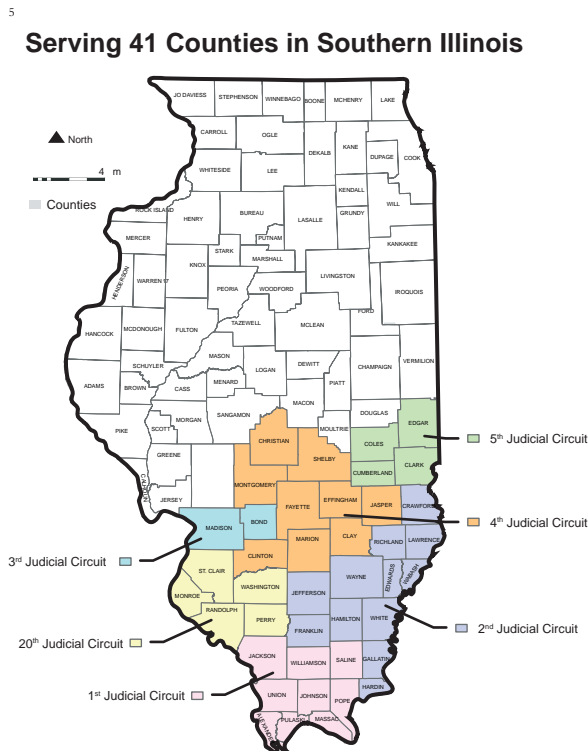 5
Serving 41 Counties in Southern Illinois
JO DAVIESS STEPHENSON WINNEBAGO BOONE MCHENRY LAKE
CARROLL OGLE
North
DEKALB KANE DUPAGE COOK
4 m
WHITESIDE LEE
KENDALL
Counties
ROCK ISLAND HENRY BUREAU LASALLE GRUNDY WILL
MERCER PUTNAM
STARK MARSHALL KANKAKEE
HENDERSON WARREN KNOX
PEORIA WOODFORD LIVINGSTON IROQUOIS
FORD
HANCOCK MCDONOUGH FULTON TAZEWELL MCLEAN
MASON
SCHUYLER LOGAN DEWITT CHAMPAIGN VERMILION
ADAMS BROWN CASS MENARD PIATT
MACON
SANGAMON DOUGLAS
PIKE SCOTT MORGAN MOULTRIE EDGAR
CHRISTIAN COLES
5th Judicial Circuit
GREENE SHELBY
CUMBERLAND CLARK
CALHOUN MONTGOMERY
JERSEY FAYETTE EFFINGHAM JASPER CRAWFORD
MADISON BOND
4th Judicial Circuit
MARION CLAY RICHLAND LAWRENCE
3rd Judicial Circuit
CLINTON
ST. CLAIR WAYNE EDWARDS WABASH
WASHINGTON JEFFERSON
MONROE
RANDOLPH PERRY HAMILTON WHITE
2nd Judicial Circuit
20th Judicial Circuit
FRANKLIN
JACKSON WILLIAMSON SALINE GALLATIN
HARDIN
1st Judicial Circuit
UNION JOHNSON POPE
ALEXANDER PULASKI MASSAC